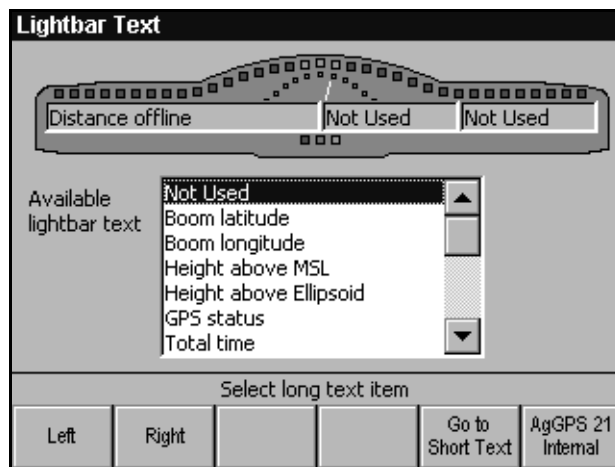 Lightbar Text
Distance offline Not Used Not Used
Available
lightbar text
Not Used
Boom latitude
Boom longitude
Height above MSL
Height above Ellipsoid
GPS status
Total time
Select long text item
Left
Right
Go to
Short Text
AgGPS 21
Internal